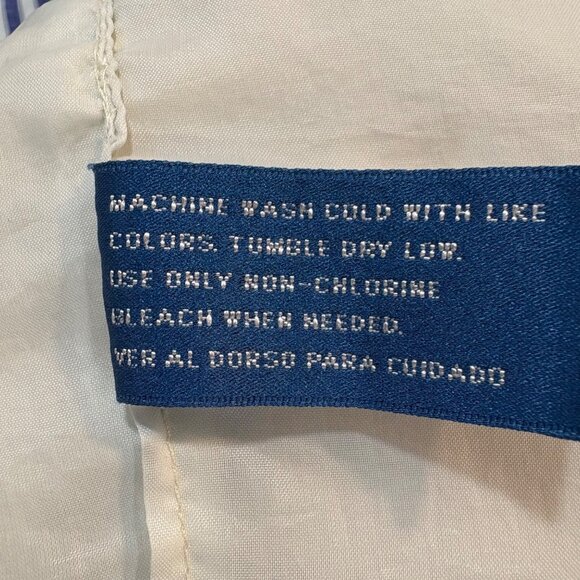 MACHINE WASH COLD WITH LIKE
COLORS. TUMBLE DRY LOW.
USE ONLY NON-CHLORINE
BLEACH WHEN NEEDED.
VER AL DORSO PARA CUIDADO